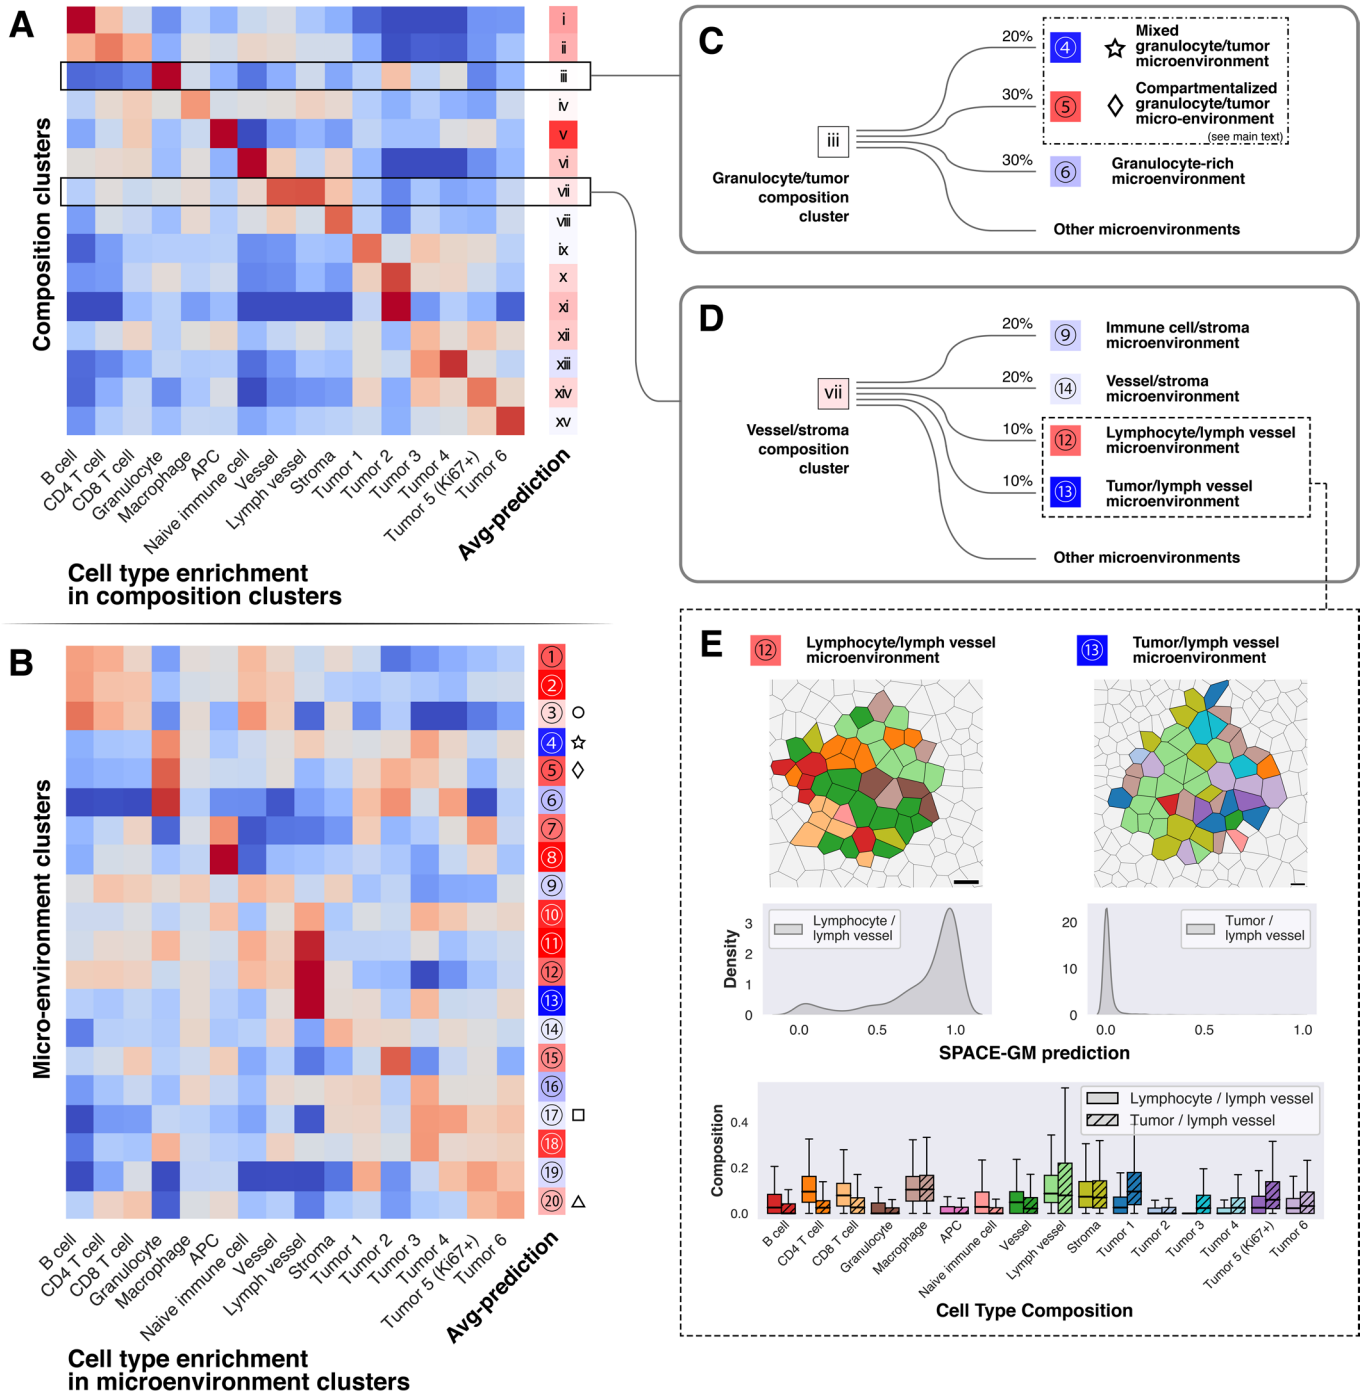 A
Composition clusters
i
ii
iii
iv
v
vi
vii
viii
ix
x
xi
xii
xiii
xiv
xv
B cell
CD4 T cell
CD8 T cell
Granulocyte
Macrophage
APC
Naive immune cell
Vessel
Lymph vessel
Stroma
Tumor 1
Tumor 2
Tumor 3
Tumor 4
Tumor 5 (Ki67+)
Tumor 6
Avg-prediction
Cell type enrichment
in composition clusters
B
Micro-environment clusters
1
2
3
4
5
6
7
8
9
10
11
12
13
14
15
16
17
18
19
20
B cell
CD4 T cell
CD8 T cell
Granulocyte
Macrophage
APC
Naive immune cell
Vessel
Lymph vessel
Stroma
Tumor 1
Tumor 2
Tumor 3
Tumor 4
Tumor 5 (Ki67+)
Tumor 6
Avg-prediction
Cell type enrichment
in microenvironment clusters
C
iii
Granulocyte/tumor
composition
cluster
20%
4
Mixed
granulocyte/tumor
microenvironment
30%
5
Compartmentalized
granulocyte/tumor
micro-environment
(see main text)
30%
6
Granulocyte-rich
microenvironment
Other microenvironments
D
vii
Vessel/stroma
composition
cluster
20%
9
Immune cell/stroma
microenvironment
20%
14
Vessel/stroma
microenvironment
10%
12
Lymphocyte/lymph vessel
microenvironment
10%
13
Tumor/lymph vessel
microenvironment
Other microenvironments
E
12
Lymphocyte/lymph vessel
microenvironment
13
Tumor/lymph vessel
microenvironment
Density
3
2
1
0
Lymphocyte /
lymph vessel
0.0 0.5 1.0
20
10
0
Tumor /
lymph vessel
0.0 0.5 1.0
SPACE-GM prediction
Composition
0.4
0.2
0.0
Lymphocyte / lymph vessel
Tumor / lymph vessel
B cell
CD4 T cell
CD8 T cell
Granulocyte
Macrophage
APC
Naive immune cell
Vessel
Lymph vessel
Stroma
Tumor 1
Tumor 2
Tumor 3
Tumor 4
Tumor 5 (Ki67+)
Tumor 6
Cell Type Composition